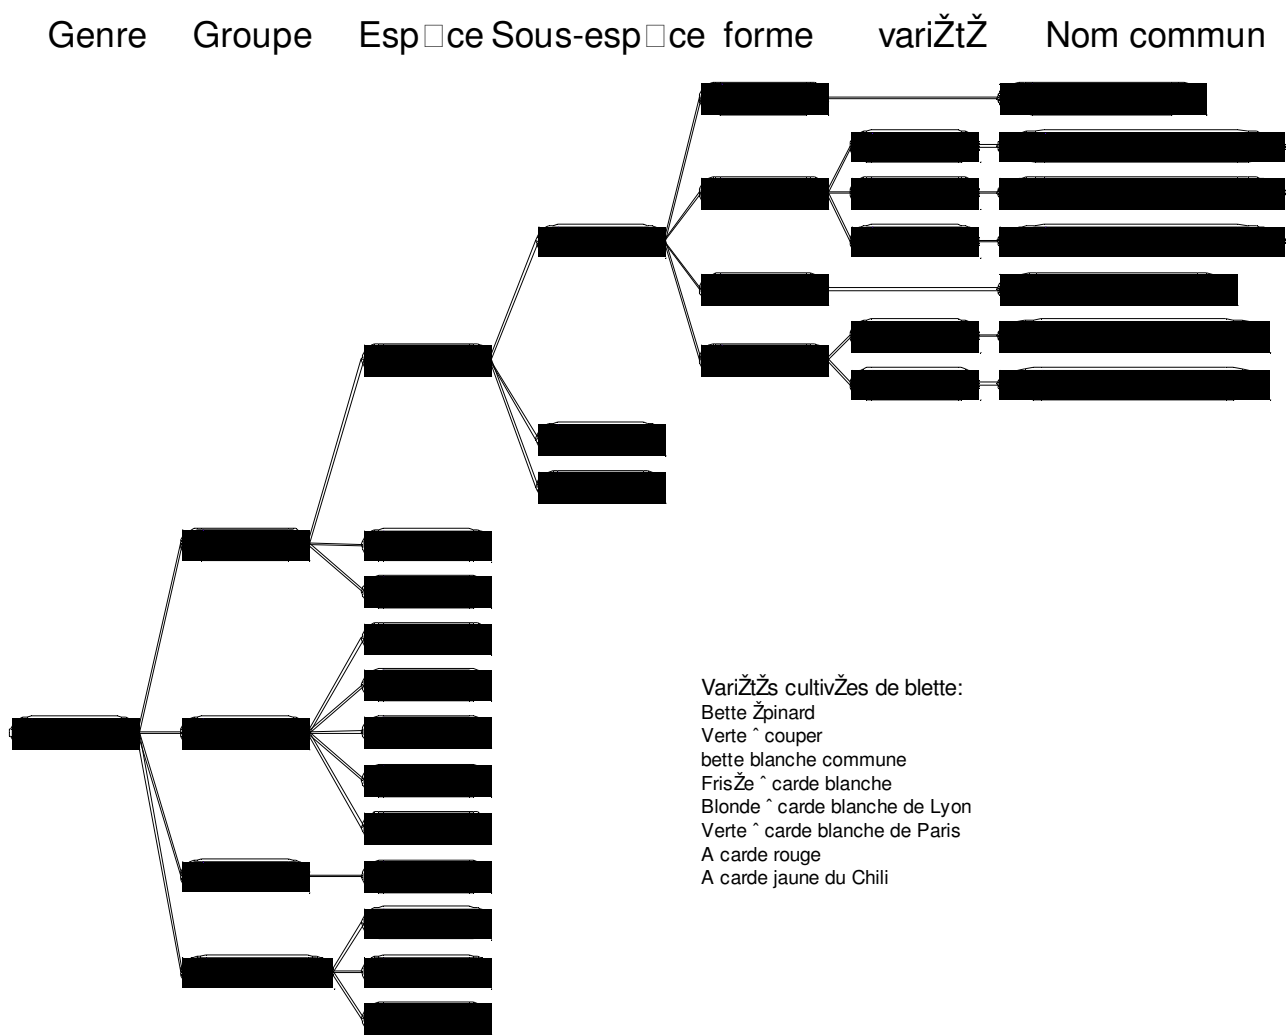 Genre Groupe Esp□ce Sous-esp□ce forme variŽtŽ Nom commun
VariŽtŽs cultivŽes de blette:
Bette Žpinard
Verte ˆ couper
bette blanche commune
FrisŽe ˆ carde blanche
Blonde ˆ carde blanche de Lyon
Verte ˆ carde blanche de Paris
A carde rouge
A carde jaune du Chili